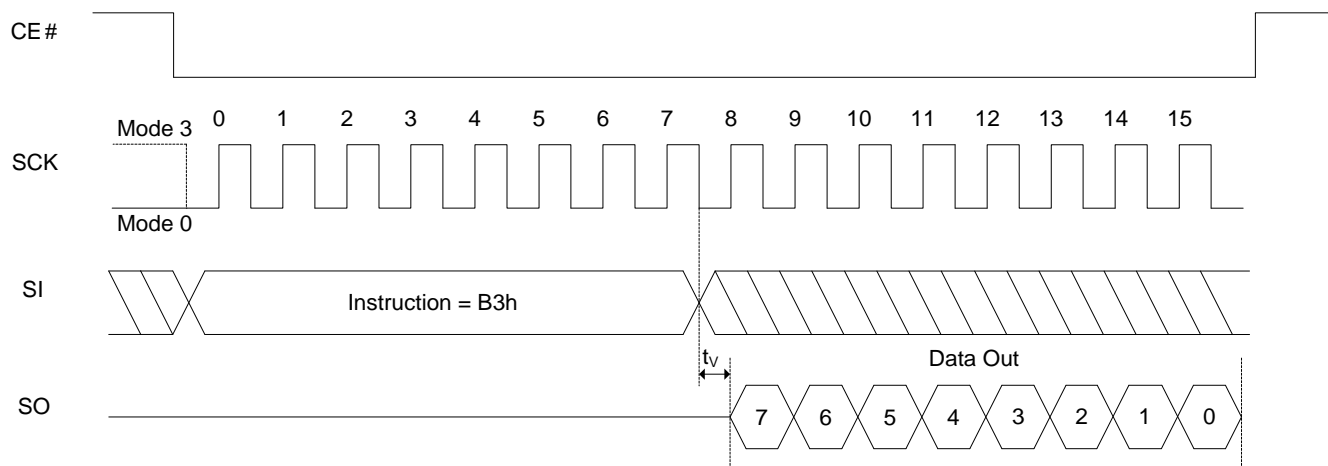 CE #
0 1 2 3 4 5 6 7 8 9 10 11 12 13 14 15
Mode 3
SCK
Mode 0
SI
Instruction = B3h
tV
Data Out
SO
7 6 5 4 3 2 1 0